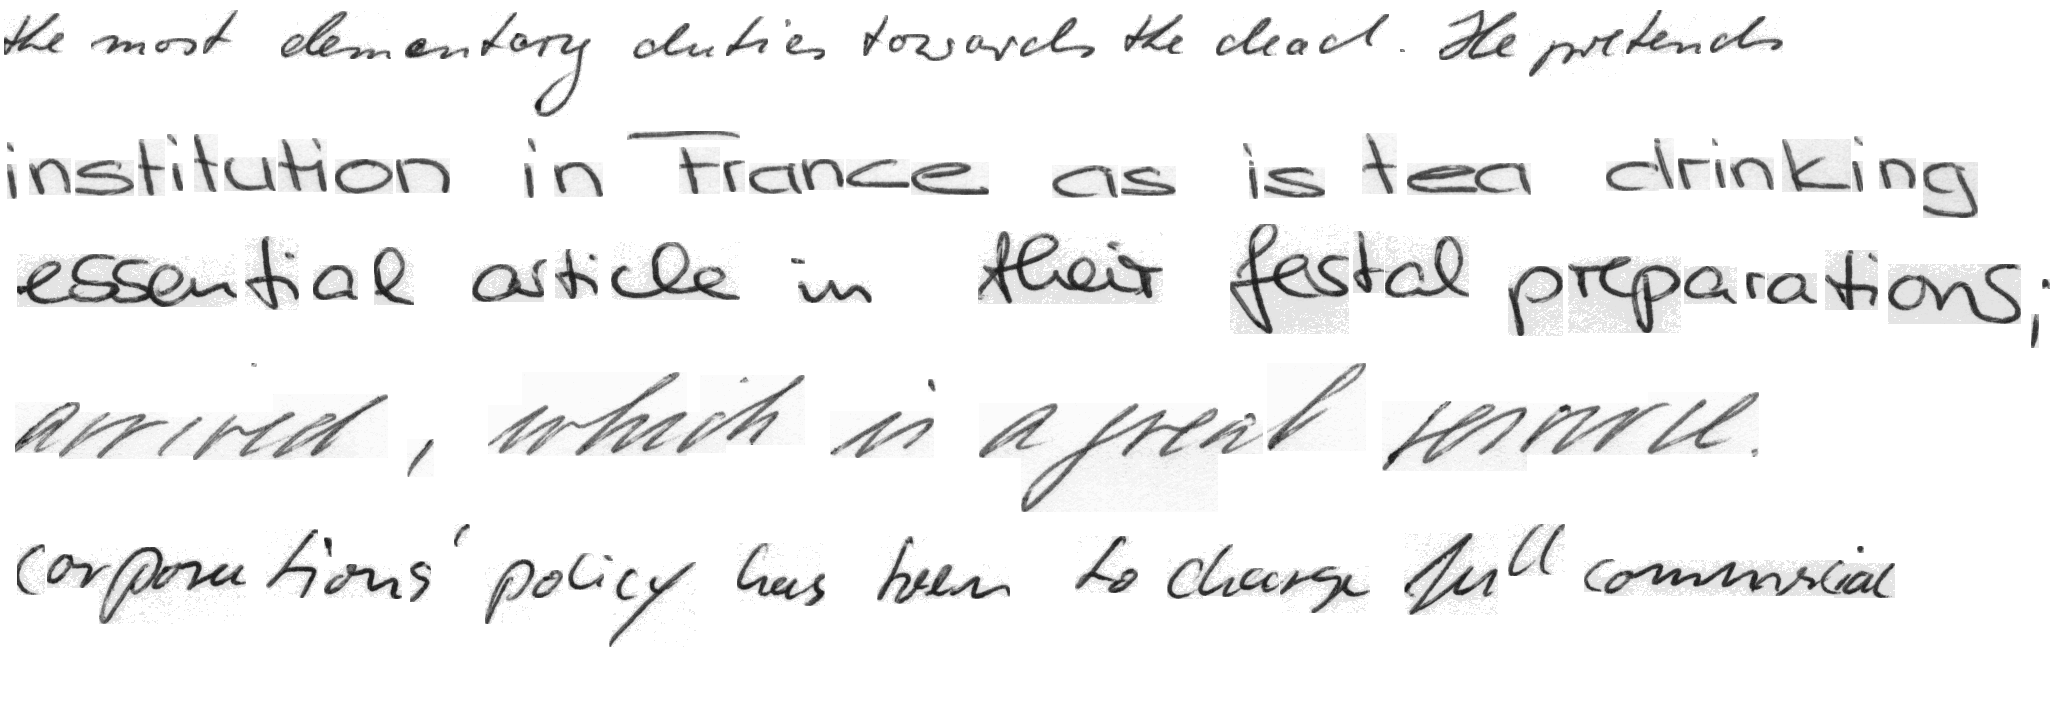 the most elementary duties towards the dead. He pretends
institution in France as is tea drinking
essential article in their festal preparations;
arrived, which is a great service.
corporations' policy has been to charge full commercial